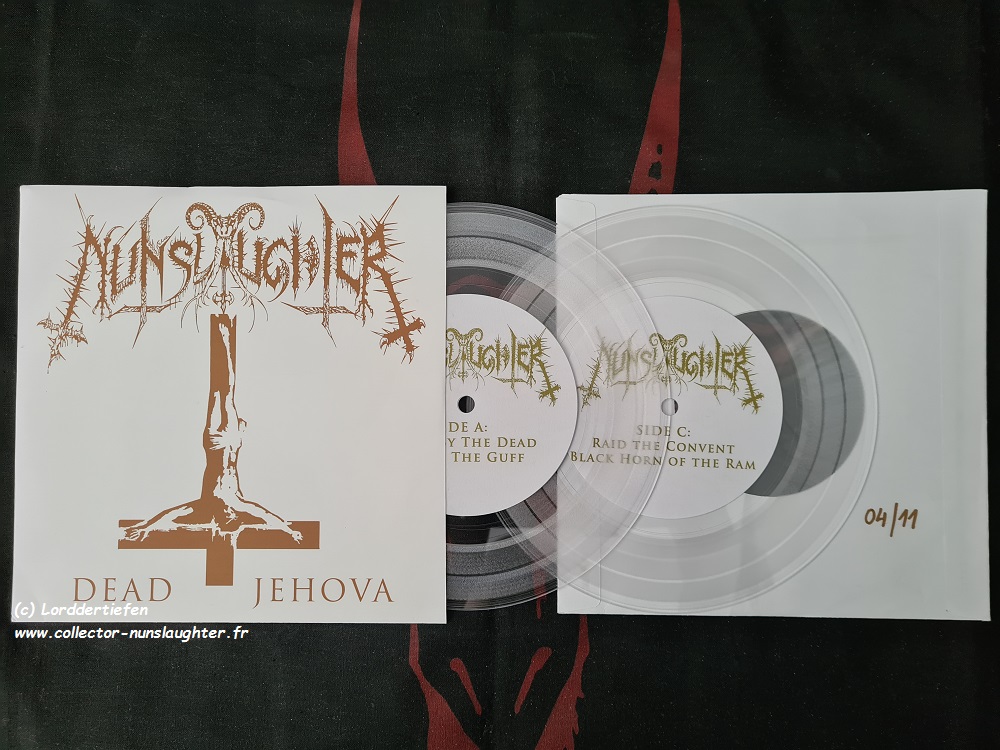 NUNSLAUGHTER
DEAD JEHOVA
(c) Lorddertiefen
www.collector-nunslaughter.fr
UGHTER
DE A:
Y THE DEAD
THE GUFF
NUNSLAUGHTER
SIDE C:
RAID THE CONVENT
BLACK HORN OF THE RAM
04/11